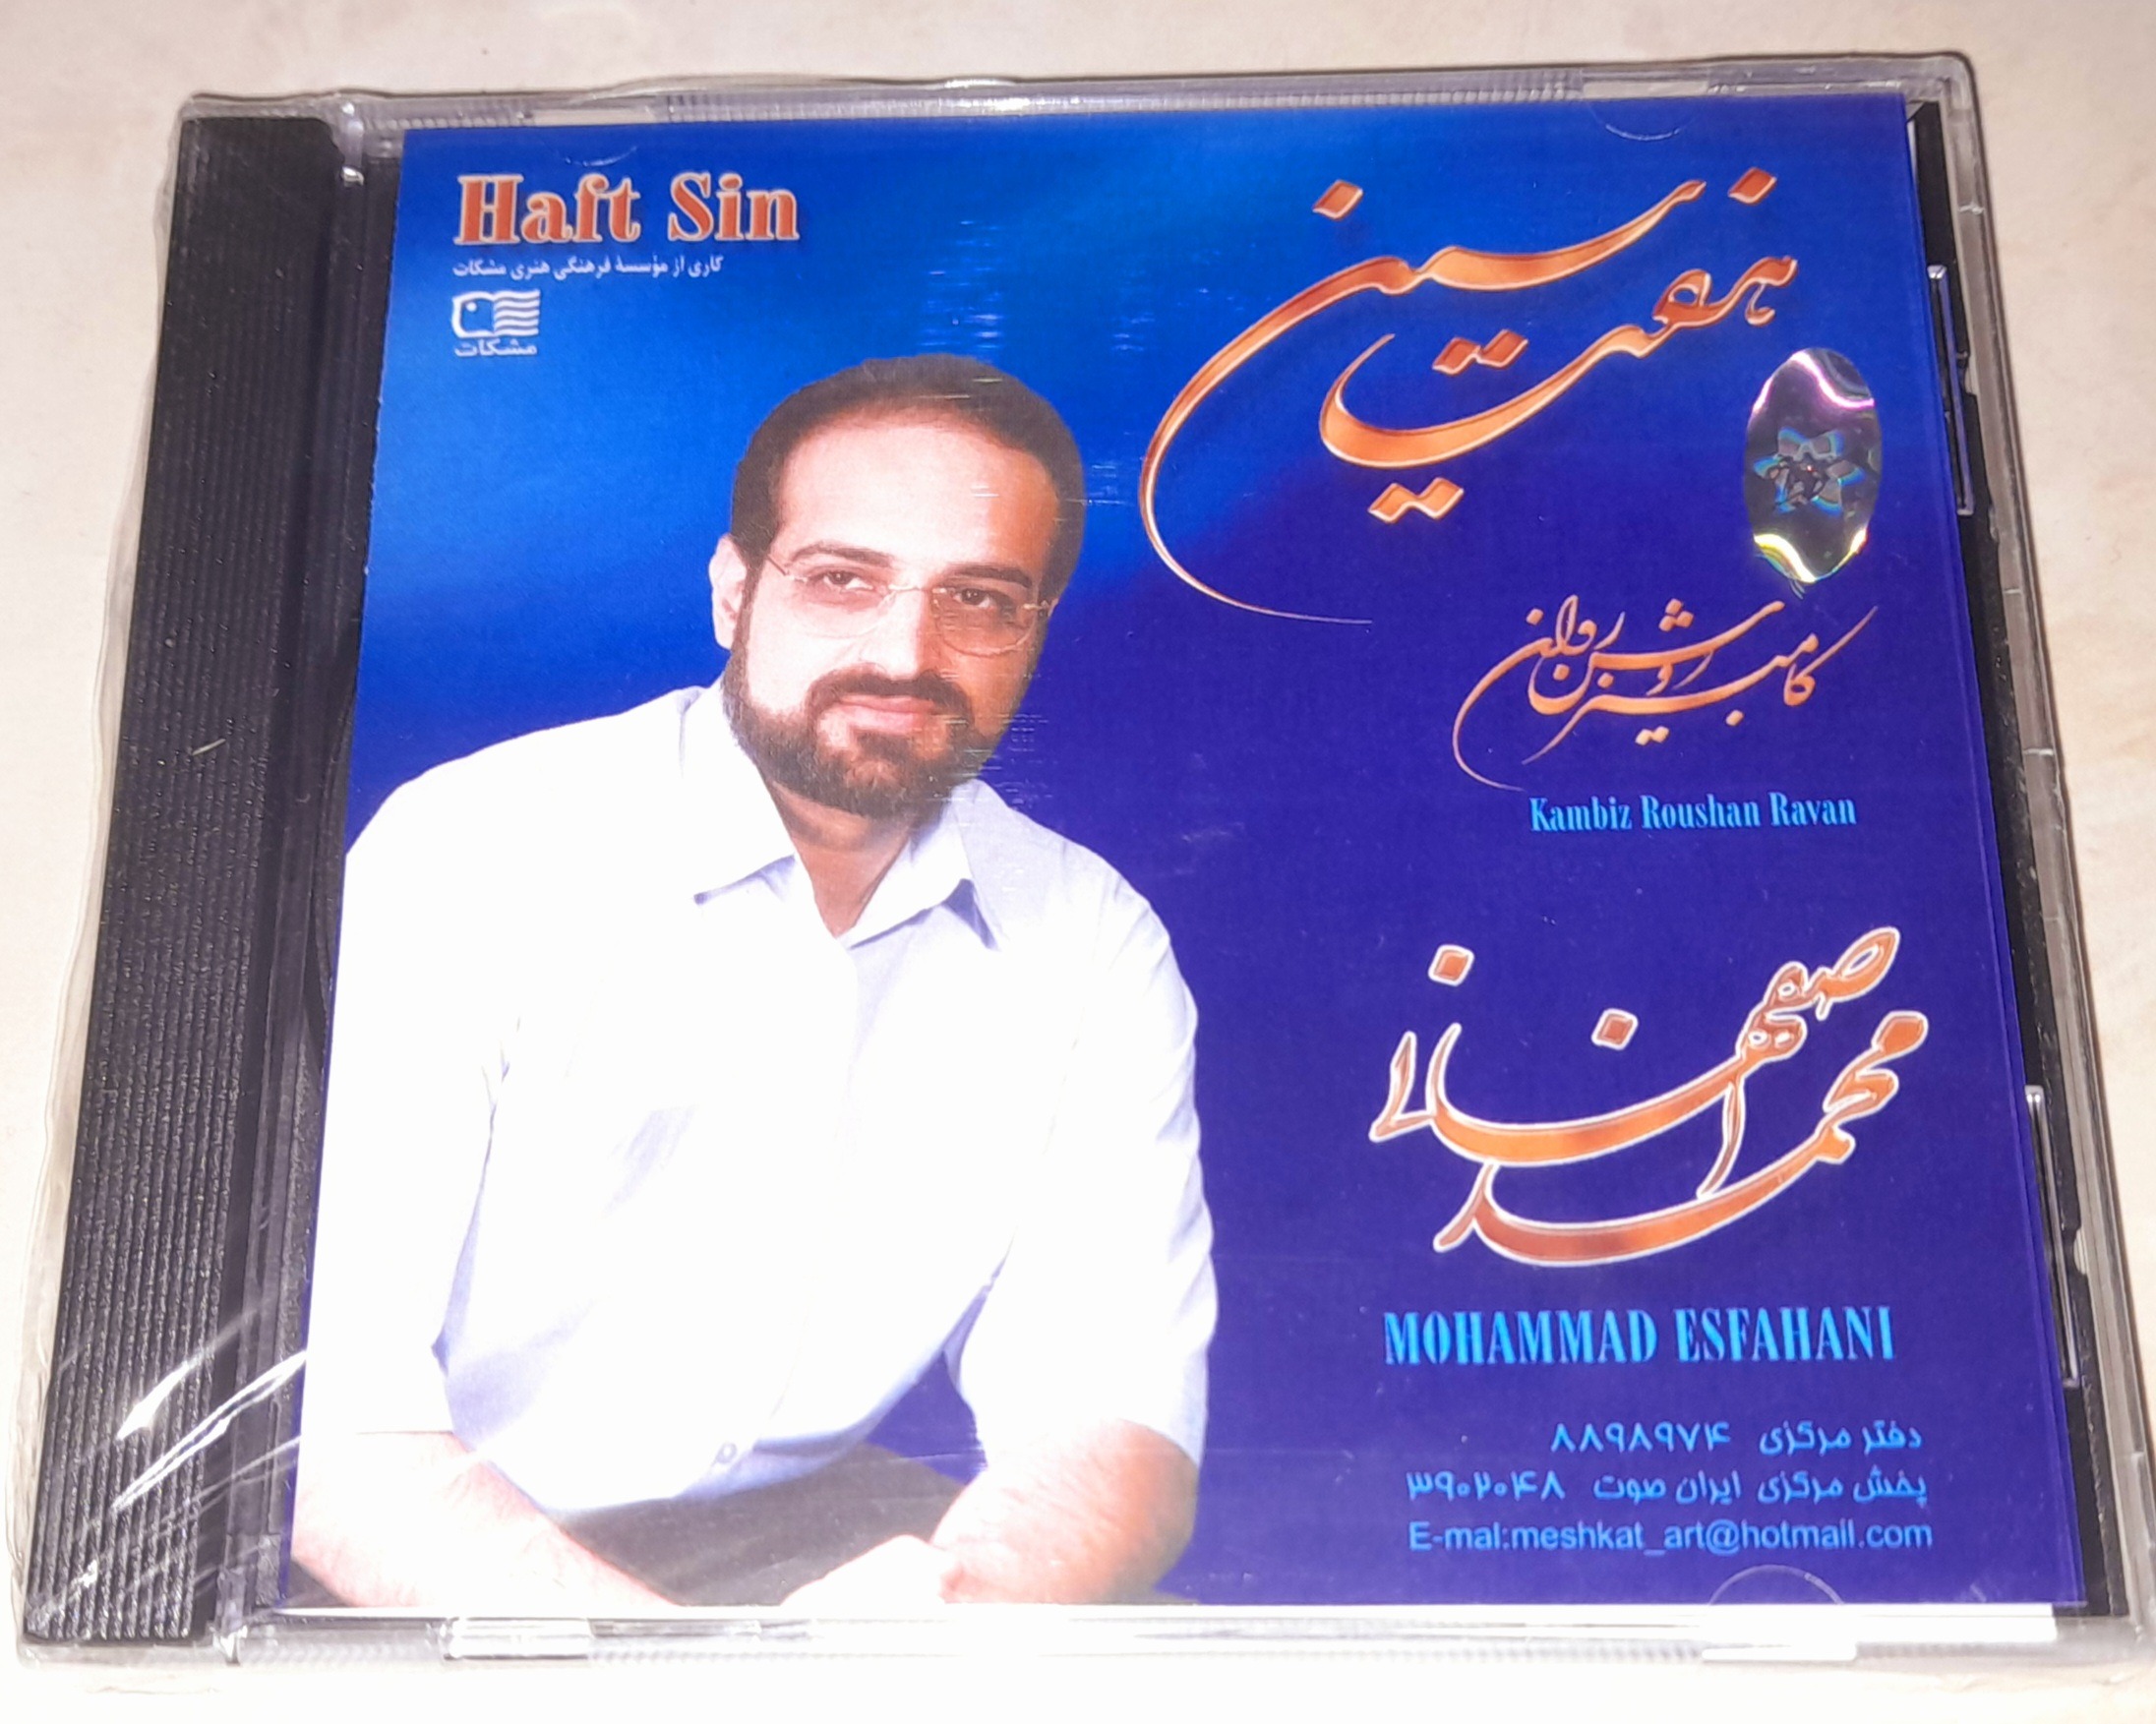 Haft Sin
کاری از مؤسسهٔ فرهنگی هنری مشکات
مشکات
هفت سین
کامبیز روشن روان
Kambiz Roushan Ravan
محمد اصفهانی
MOHAMMAD ESFAHANI
دفتر مرکزی ۸۸۹۸۹۷۴
پخش مرکزی ایران صوت ۳۹۰۲۰۴۸
E-mal:meshkat_art@hotmail.com